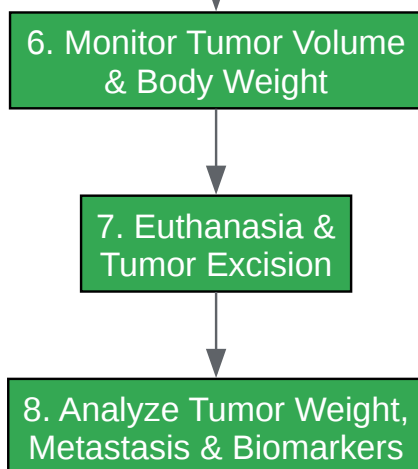 6. Monitor Tumor Volume
& Body Weight
7. Euthanasia &
Tumor Excision
8. Analyze Tumor Weight,
Metastasis & Biomarkers